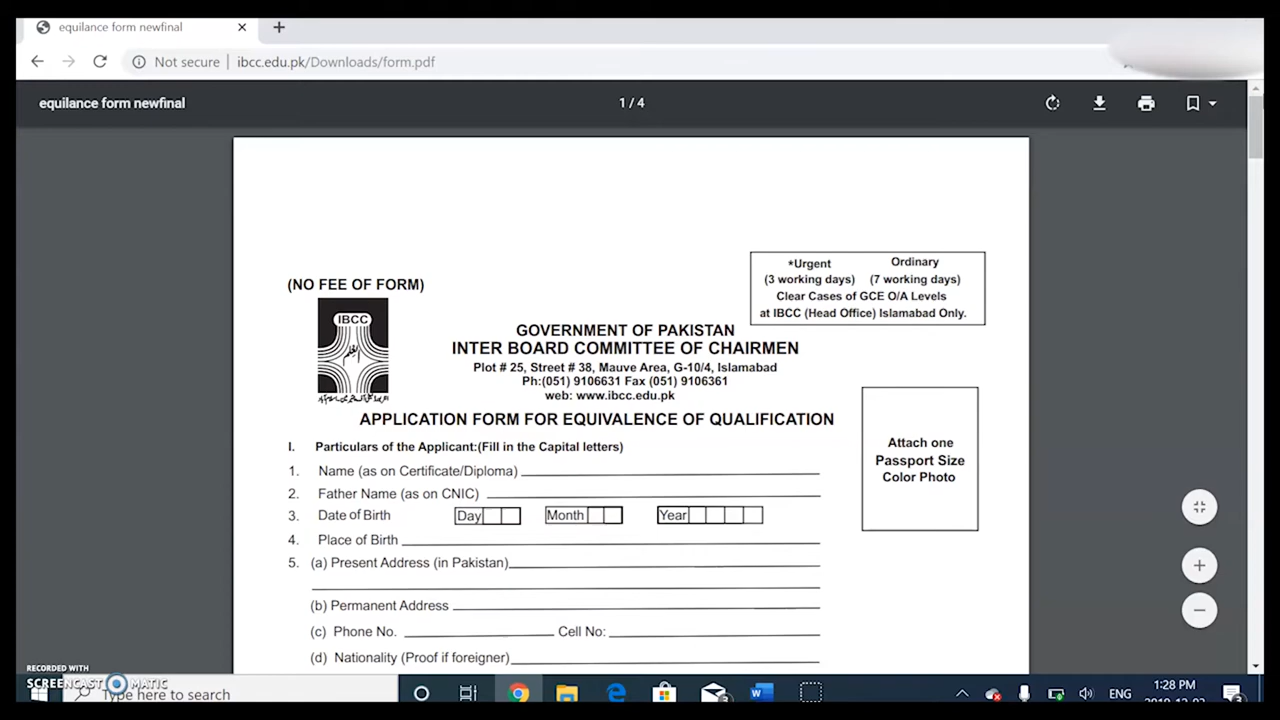 equilance form newfinal
Not secure
ibcc.edu.pk/Downloads/form.pdf
equilance form newfinal
1 / 4
*Urgent Ordinary
(3 working days) (7 working days)
Clear Cases of GCE O/A Levels
at IBCC (Head Office) Islamabad Only.
(NO FEE OF FORM)
IBCC
GOVERNMENT OF PAKISTAN
INTER BOARD COMMITTEE OF CHAIRMEN
Plot # 25, Street # 38, Mauve Area, G-10/4, Islamabad
Ph:(051) 9106631 Fax (051) 9106361
web: www.ibcc.edu.pk
APPLICATION FORM FOR EQUIVALENCE OF QUALIFICATION
Attach one
Passport Size
Color Photo
I. Particulars of the Applicant:(Fill in the Capital letters)
1. Name (as on Certificate/Diploma)
2. Father Name (as on CNIC)
3. Date of Birth Day Month Year
4. Place of Birth
5. (a) Present Address (in Pakistan)
(b) Permanent Address
(c) Phone No. Cell No:
(d) Nationality (Proof if foreigner)
RECORDED WITH
SCREENCAST MATIC
Type here to search
ENG
1:28 PM